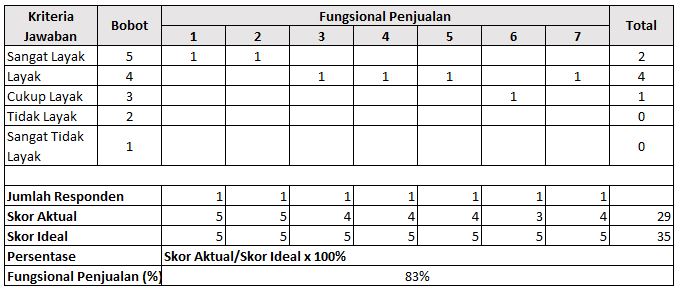 Kriteria Jawaban Bobot Fungsional Penjualan Total
1 2 3 4 5 6 7
Sangat Layak 5 1 1 2
Layak 4 1 1 1 1 4
Cukup Layak 3 1 1
Tidak Layak 2 0
Sangat Tidak Layak 1 0
Jumlah Responden 1 1 1 1 1 1 1
Skor Aktual 5 5 4 4 4 3 4 29
Skor Ideal 5 5 5 5 5 5 5 35
Persentase Skor Aktual/Skor Ideal x 100%
Fungsional Penjualan (%) 83%